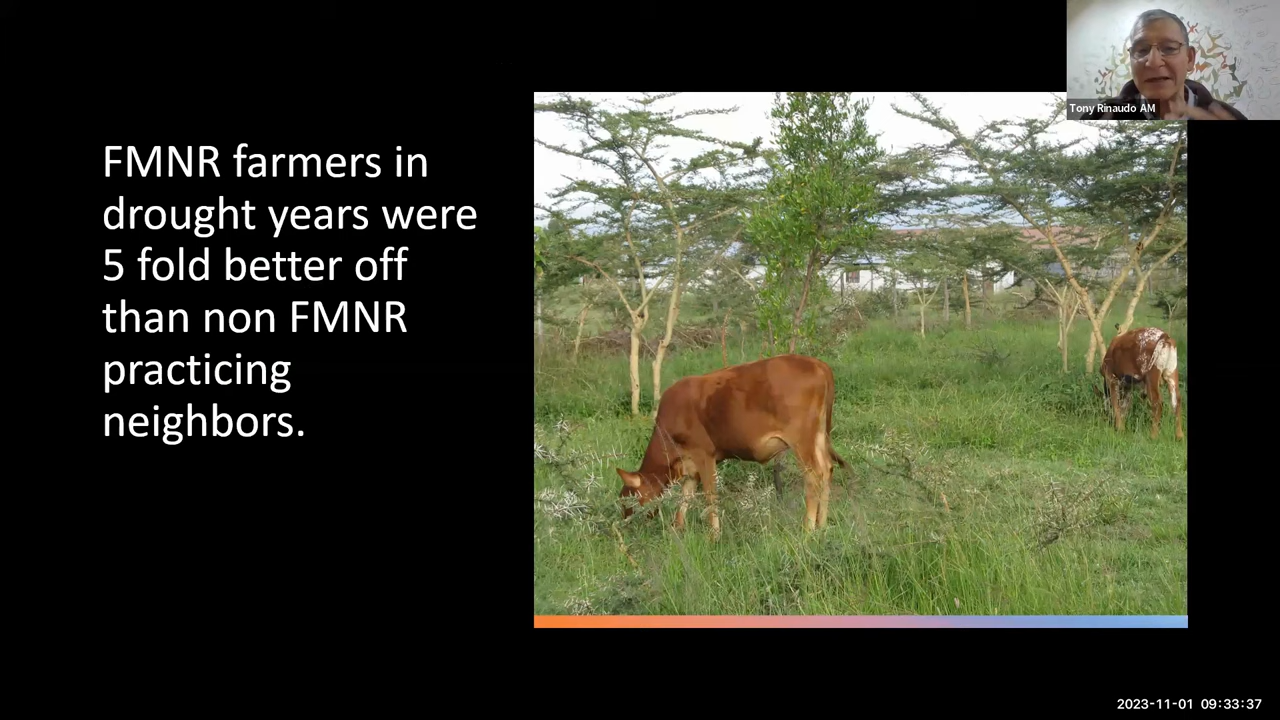 Tony Rinaudo AM
FMNR farmers in
drought years were
5 fold better off
than non FMNR
practicing
neighbors.
2023-11-01 09:33:37